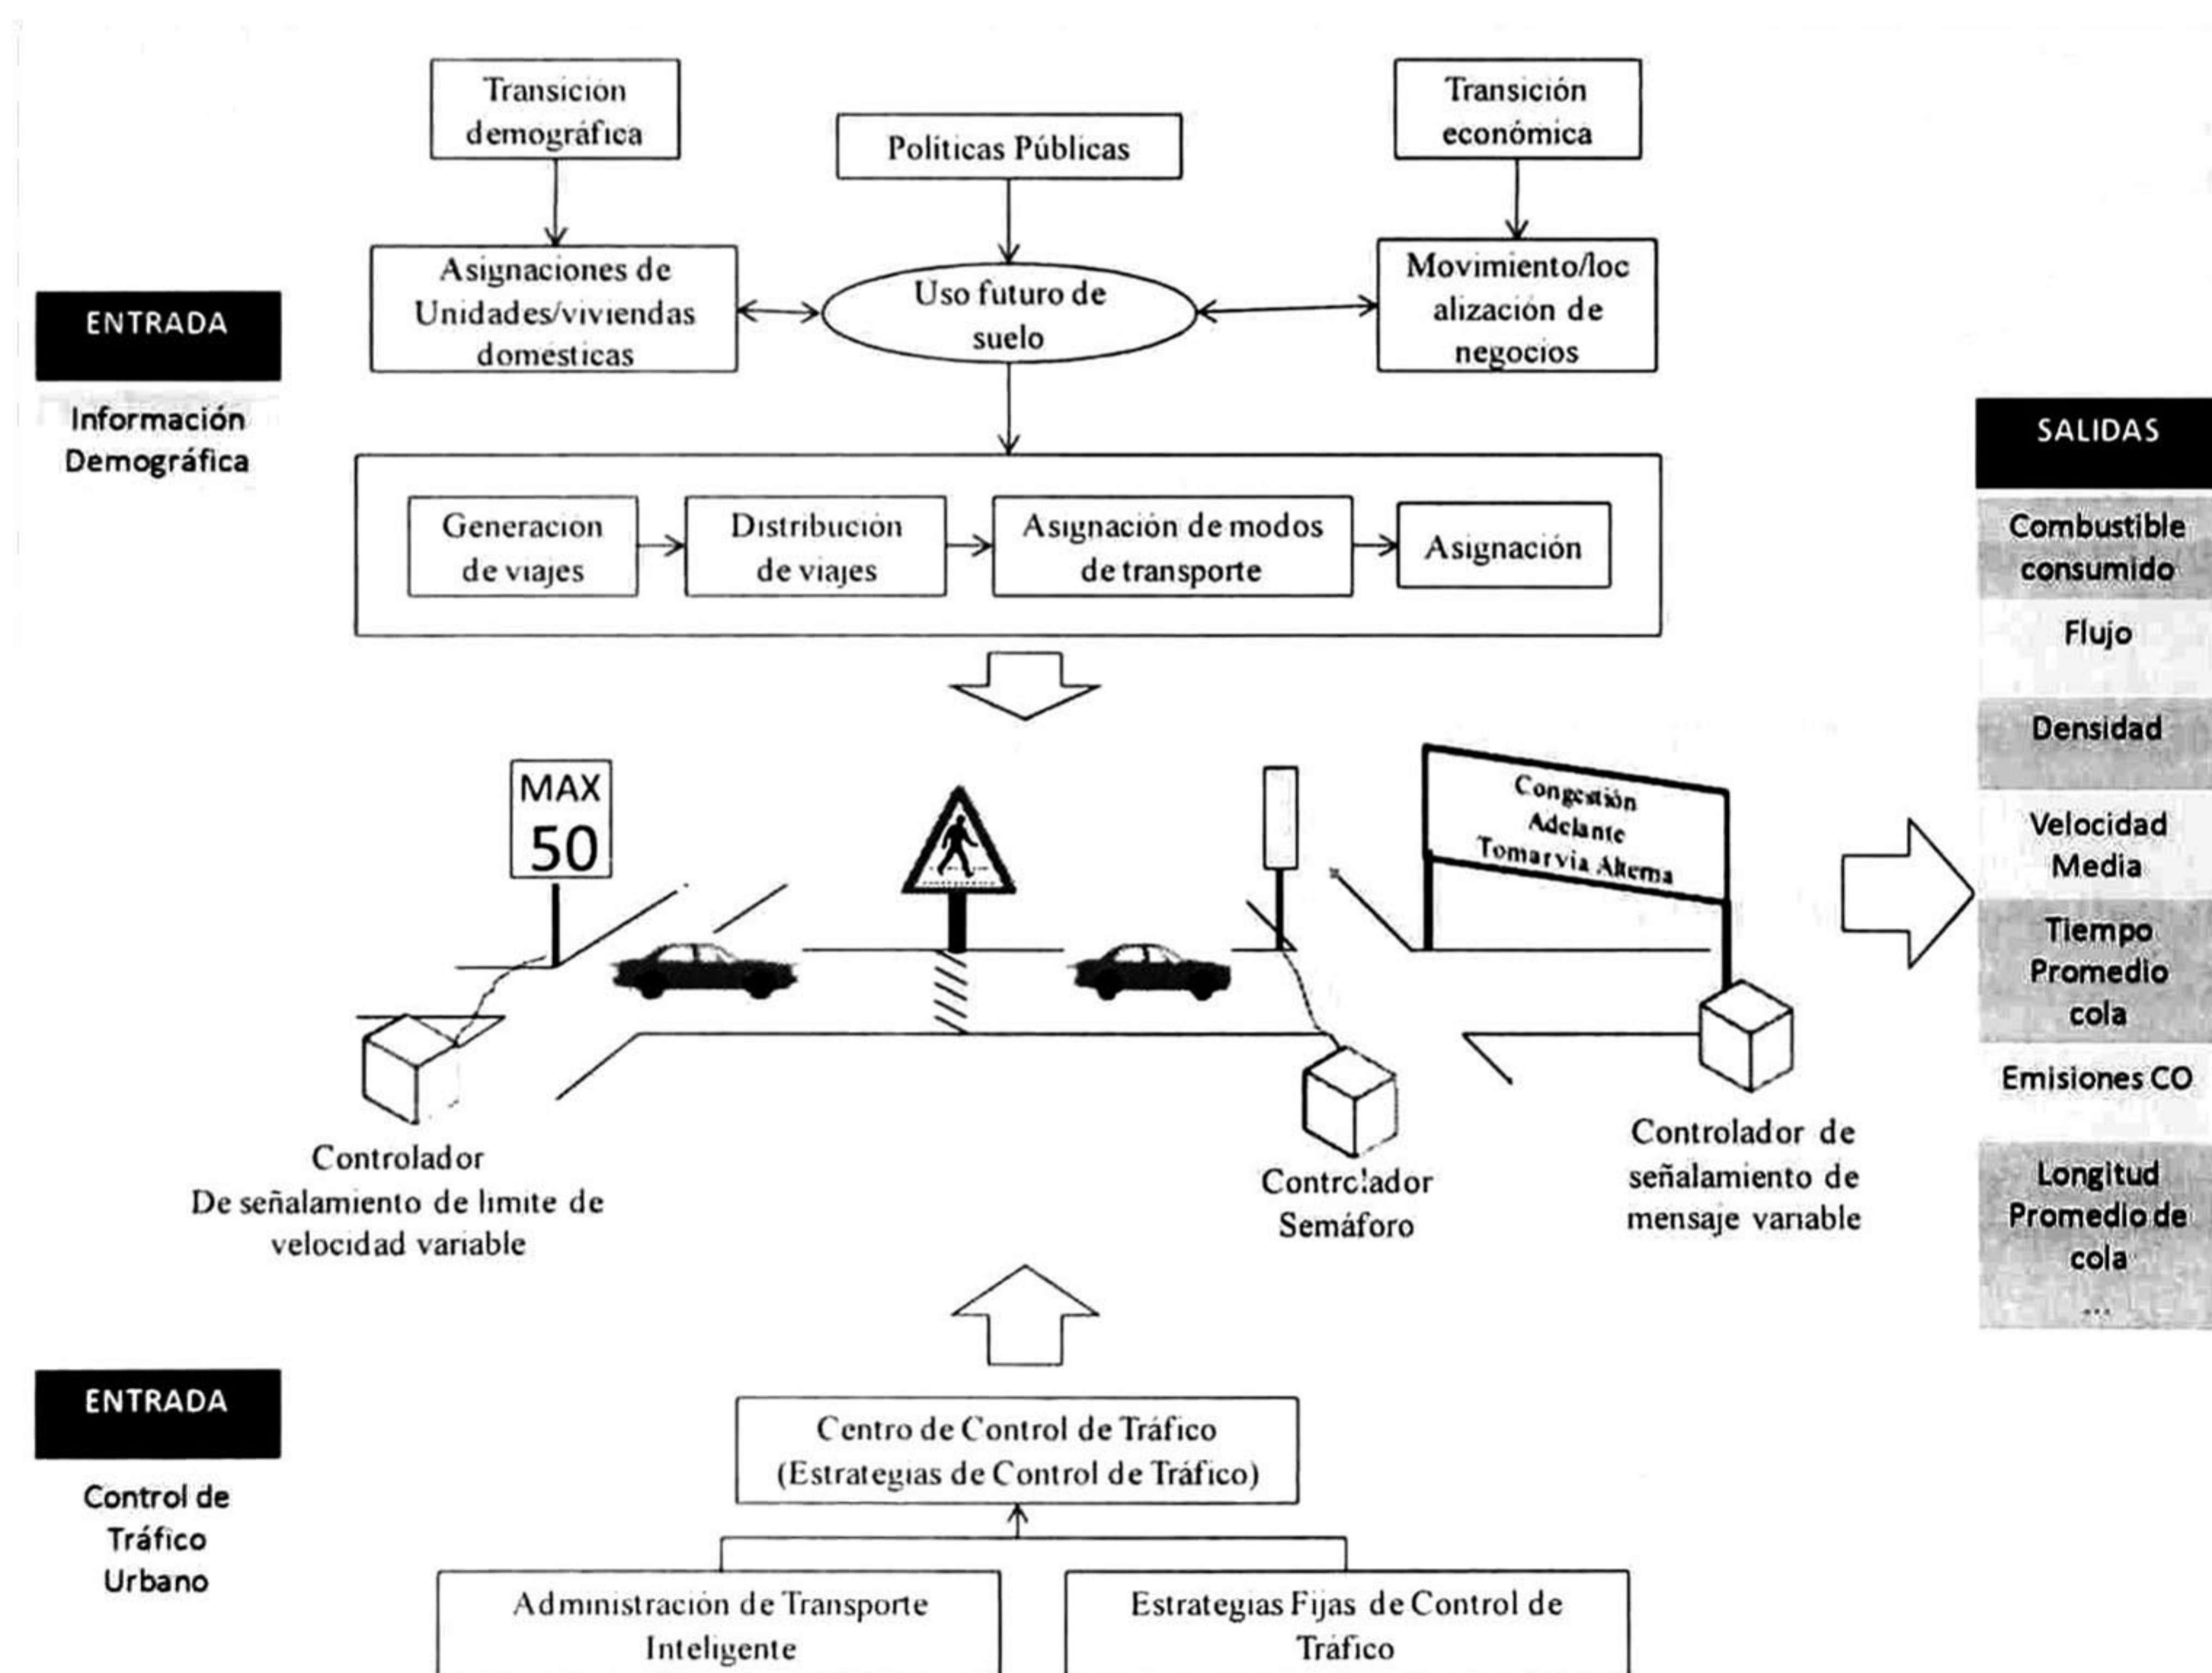 Transición
demográfica
Políticas Públicas
Transición
económica
Asignaciones de
Unidades/viviendas
domésticas
Uso futuro de
suelo
Movimiento/loc
alización de
negocios
ENTRADA
Información
Demográfica
Generación
de viajes
Distribución
de viajes
Asignación de modos
de transporte
Asignación
SALIDAS
Combustible
consumido
Flujo
Densidad
Velocidad
Media
Tiempo
Promedio
cola
Emisiones CO
Longitud
Promedio de
cola
...
MAX
50
Congestión
Adelante
Tomar via Alterna
Controlador
De señalamiento de limite de
velocidad variable
Controlador
Semáforo
Controlador de
señalamiento de
mensaje variable
ENTRADA
Control de
Tráfico
Urbano
Centro de Control de Tráfico
(Estrategias de Control de Tráfico)
Administración de Transporte
Inteligente
Estrategias Fijas de Control de
Tráfico